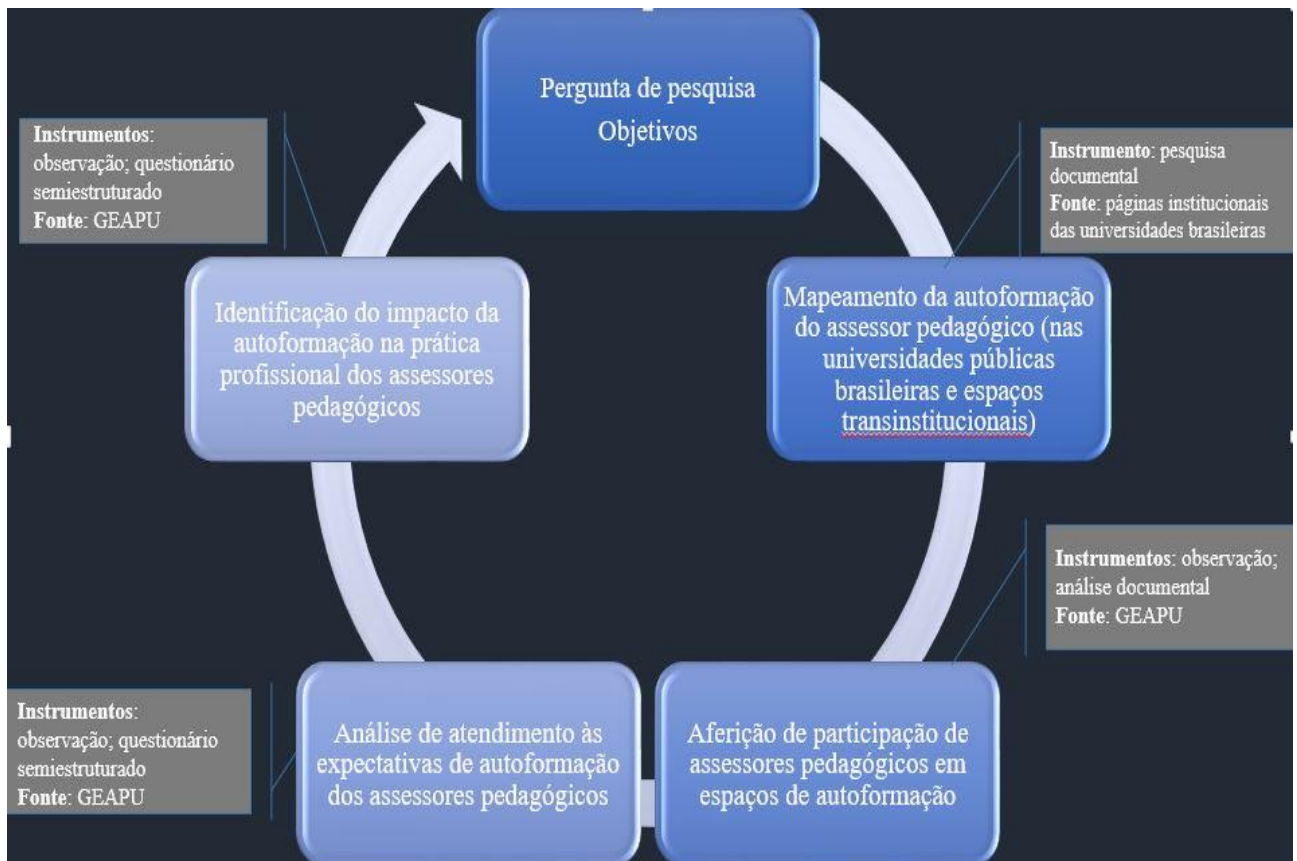 Pergunta de pesquisa
Objetivos
Instrumento: pesquisa
documental
Fonte: páginas institucionais
das universidades brasileiras
Mapeamento da autoformação
do assessor pedagógico (nas
universidades públicas
brasileiras e espaços
transinstitucionais)
Instrumentos: observação;
análise documental
Fonte: GEAPU
Aferição de participação de
assessores pedagógicos em
espaços de autoformação
Instrumentos:
observação; questionário
semiestruturado
Fonte: GEAPU
Análise de atendimento às
expectativas de autoformação
dos assessores pedagógicos
Instrumentos:
observação; questionário
semiestruturado
Fonte: GEAPU
Identificação do impacto da
autoformação na prática
profissional dos assessores
pedagógicos